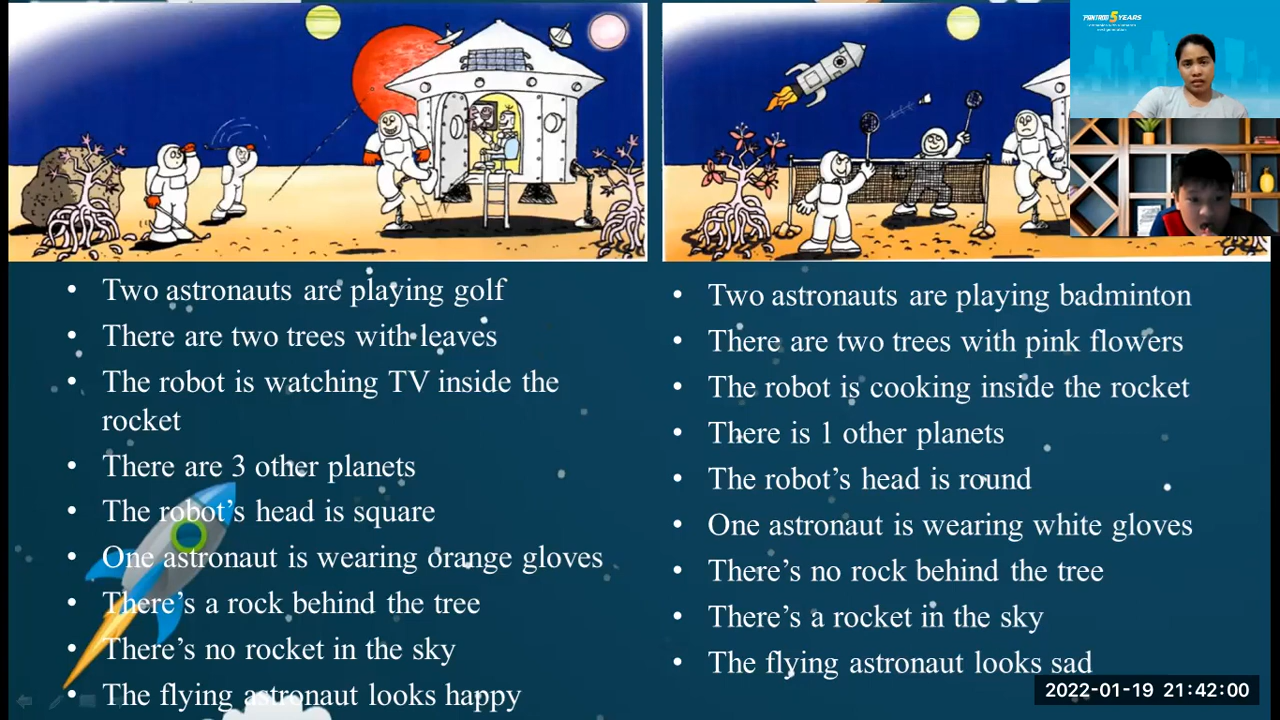 5 YEARS
Two astronauts are playing golf
There are two trees with leaves
The robot is watching TV inside the
rocket
There are 3 other planets
The robot's head is square
One astronaut is wearing orange gloves
There's a rock behind the tree
There's no rocket in the sky
The flying astronaut looks happy
Two astronauts are playing badminton
There are two trees with pink flowers
The robot is cooking inside the rocket
There is 1 other planets
The robot's head is round
One astronaut is wearing white gloves
There's no rock behind the tree
There's a rocket in the sky
The flying astronaut looks sad
2022-01-19 21:42:00